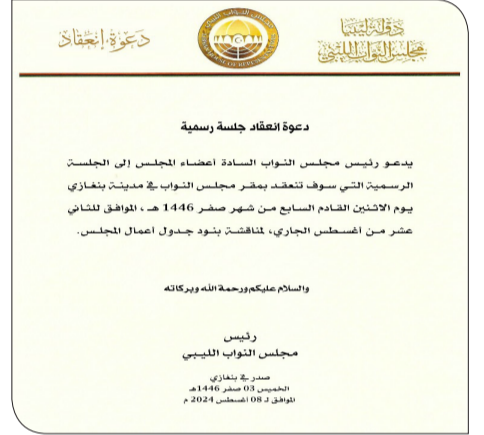 دولة ليبيا
مجلس النواب الليبي
دعوة إنعقاد
دعوة انعقاد جلسة رسمية
يدعو رئيس مجلس النواب السادة أعضاء المجلس إلى الجلسة
الرسمية التي سوف تنعقد بمقر مجلس النواب في مدينة بنغازي
يوم الاثنين القادم السابع من شهر صفر 1446 هـ ، الموافق للثاني
عشر من أغسطس الجاري، لمناقشة بنود جدول أعمال المجلس.
والسلام عليكم ورحمة الله وبركاته
رئيس
مجلس النواب الليبي
صدر في بنغازي
الخميس 03 صفر 1446هـ
الموافق لـ 08 أغسطس 2024 م